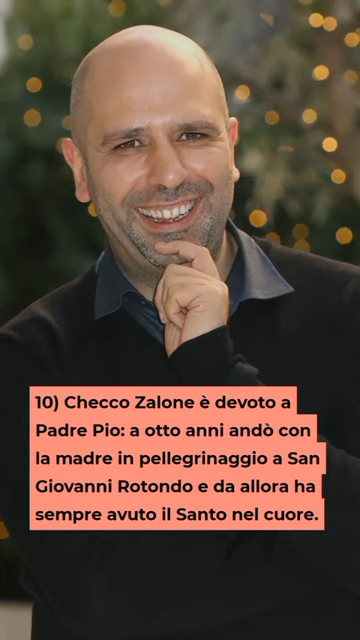 10) Checco Zalone è devoto a
Padre Pio: a otto anni andò con
la madre in pellegrinaggio a San
Giovanni Rotondo e da allora ha
sempre avuto il Santo nel cuore.